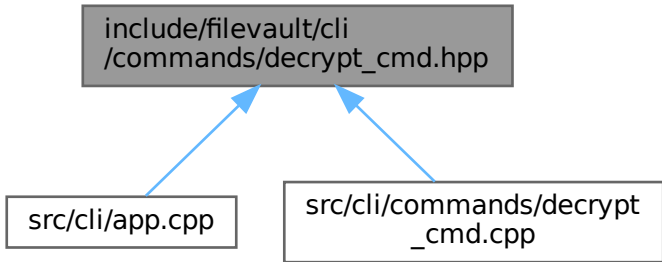 include/filevault/cli
/commands/decrypt_cmd.hpp
src/cli/app.cpp
src/cli/commands/decrypt
_cmd.cpp